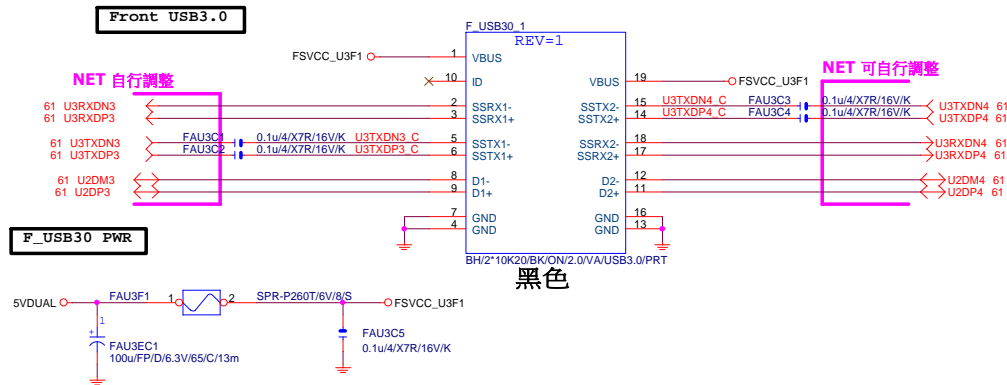 Front USB3.0
F_USB30_1
REV=1
FSVCC_U3F1
1 VBUS
10 ID
VBUS 19
FSVCC_U3F1
NET 自行調整
NET 可自行調整
61 U3RXDN3
2 SSRX1-
61 U3RXDP3
3 SSRX1+
SSTX2- 15
U3TXDN4_C FAU3C3 0.1u/4/X7R/16V/K
U3TXDN4 61
SSTX2+ 14
U3TXDP4_C FAU3C4 0.1u/4/X7R/16V/K
U3TXDP4 61
61 U3TXDN3
FAU3C1 0.1u/4/X7R/16V/K U3TXDN3_C
5 SSTX1-
61 U3TXDP3
FAU3C2 0.1u/4/X7R/16V/K U3TXDP3_C
6 SSTX1+
SSRX2- 18
U3RXDN4 61
SSRX2+ 17
U3RXDP4 61
61 U2DM3
8 D1-
61 U2DP3
9 D1+
D2- 12
U2DM4 61
D2+ 11
U2DP4 61
7 GND
4 GND
GND 16
GND 13
BH/2*10K20/BK/ON/2.0/VA/USB3.0/PRT
黑色
F_USB30 PWR
5VDUAL
FAU3F1
1 2
SPR-P260T/6V/8/S
FSVCC_U3F1
1
+
FAU3EC1
100u/FP/D/6.3V/65/C/13m
FAU3C5
0.1u/4/X7R/16V/K